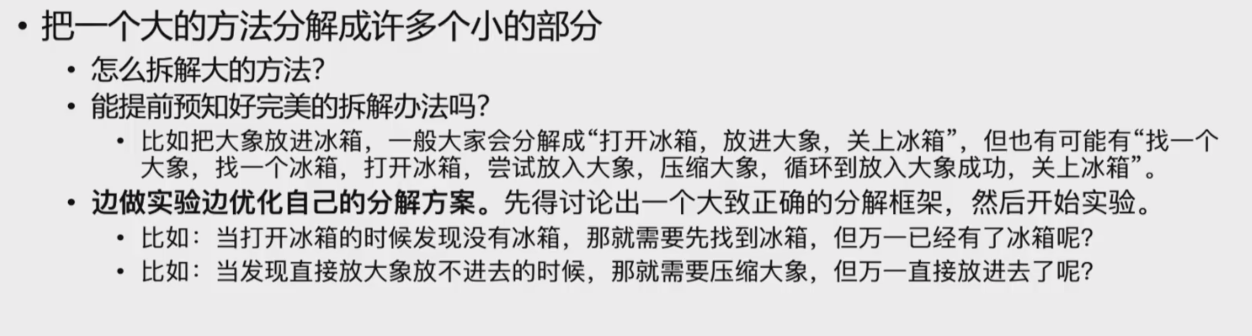 • 把一个大的方法分解成许多个小的部分
• 怎么拆解大的方法？
• 能提前预知好完美的拆解办法吗？
• 比如把大象放进冰箱，一般大家会分解成“打开冰箱，放进大象，关上冰箱”，但也有可能有“找一个
大象，找一个冰箱，打开冰箱，尝试放入大象，压缩大象，循环到放入大象成功，关上冰箱”。
• 边做实验边优化自己的分解方案。先得讨论出一个大致正确的分解框架，然后开始实验。
• 比如：当打开冰箱的时候发现没有冰箱，那就需要先找到冰箱，但万一已经有了冰箱呢？
• 比如：当发现直接放大象放不进去的时候，那就需要压缩大象，但万一直接放进去了呢？